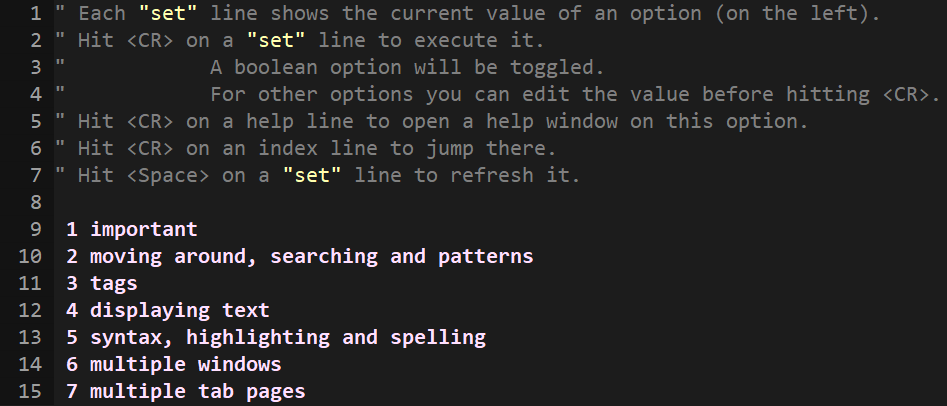 1 " Each "set" line shows the current value of an option (on the left).
2 " Hit <CR> on a "set" line to execute it.
3 "            A boolean option will be toggled.
4 "            For other options you can edit the value before hitting <CR>.
5 " Hit <CR> on a help line to open a help window on this option.
6 " Hit <CR> on an index line to jump there.
7 " Hit <Space> on a "set" line to refresh it.
8
9  1 important
10  2 moving around, searching and patterns
11  3 tags
12  4 displaying text
13  5 syntax, highlighting and spelling
14  6 multiple windows
15  7 multiple tab pages